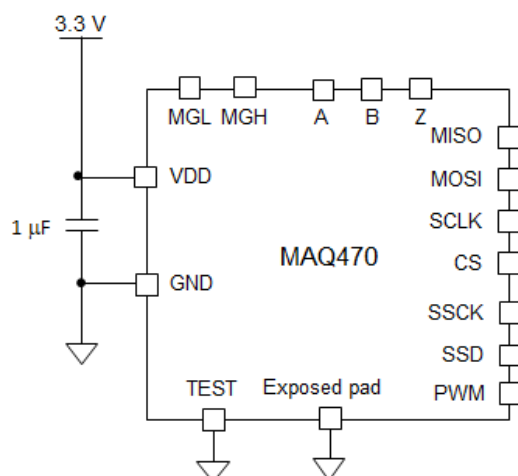 3.3 V
MGL MGH A B Z
MISO
VDD
MOSI
SCLK
1 μF
MAQ470
CS
GND
SSCK
SSD
TEST Exposed pad
PWM